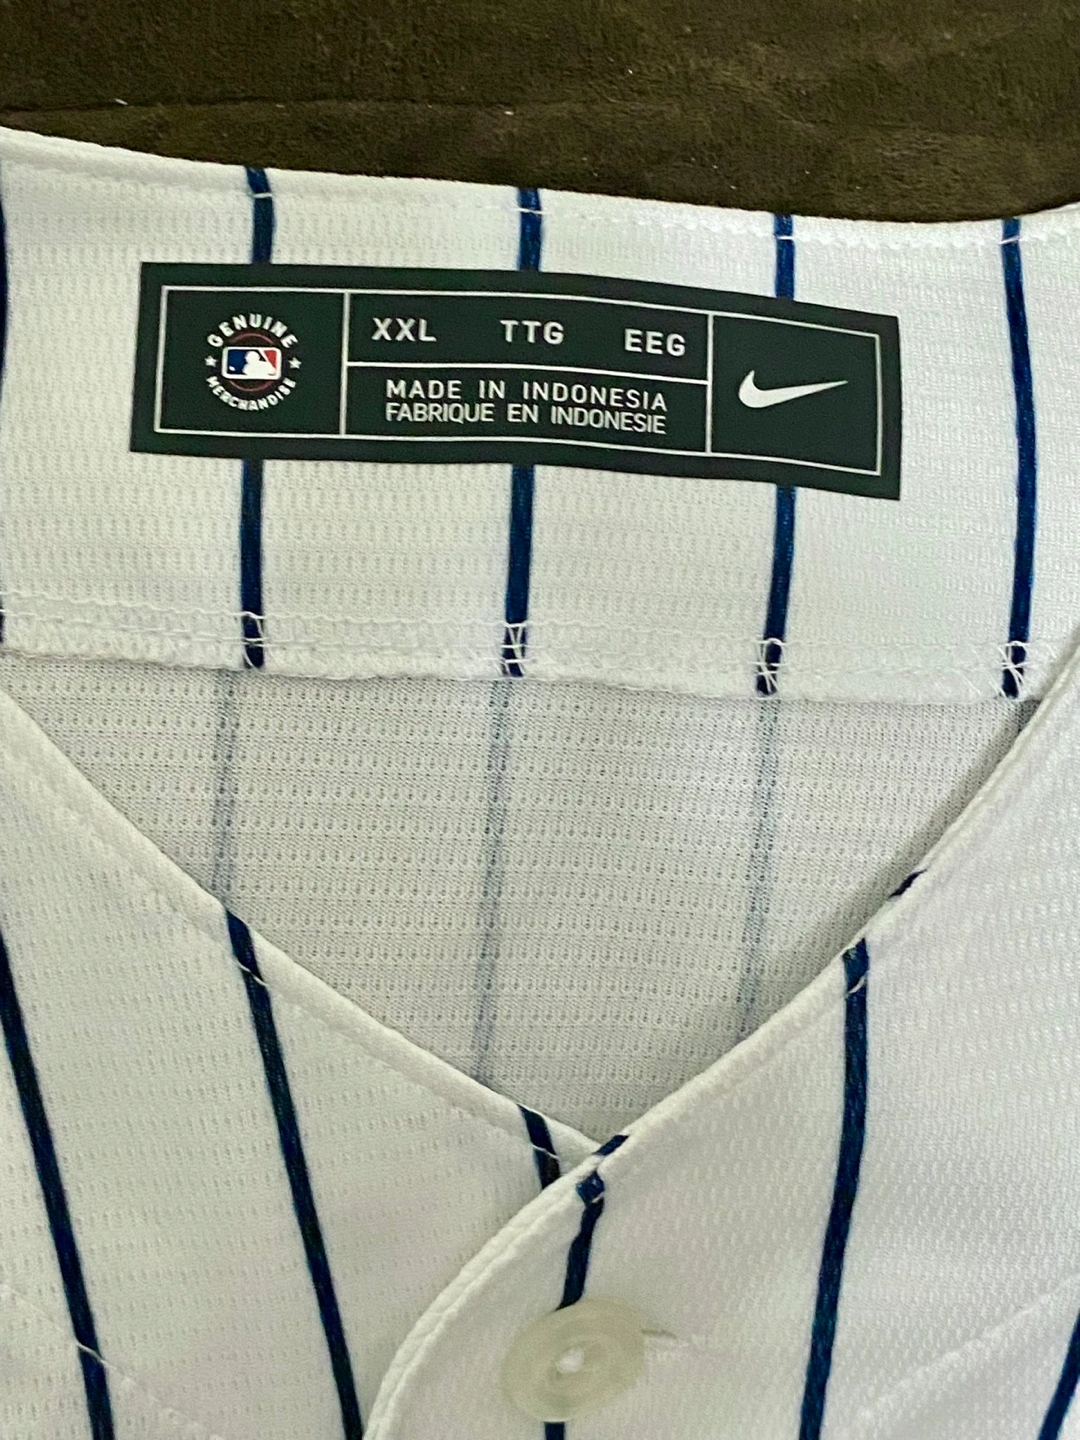 GENUINE
MERCHANDISE
XXL TTG EEG
MADE IN INDONESIA
FABRIQUE EN INDONESIE